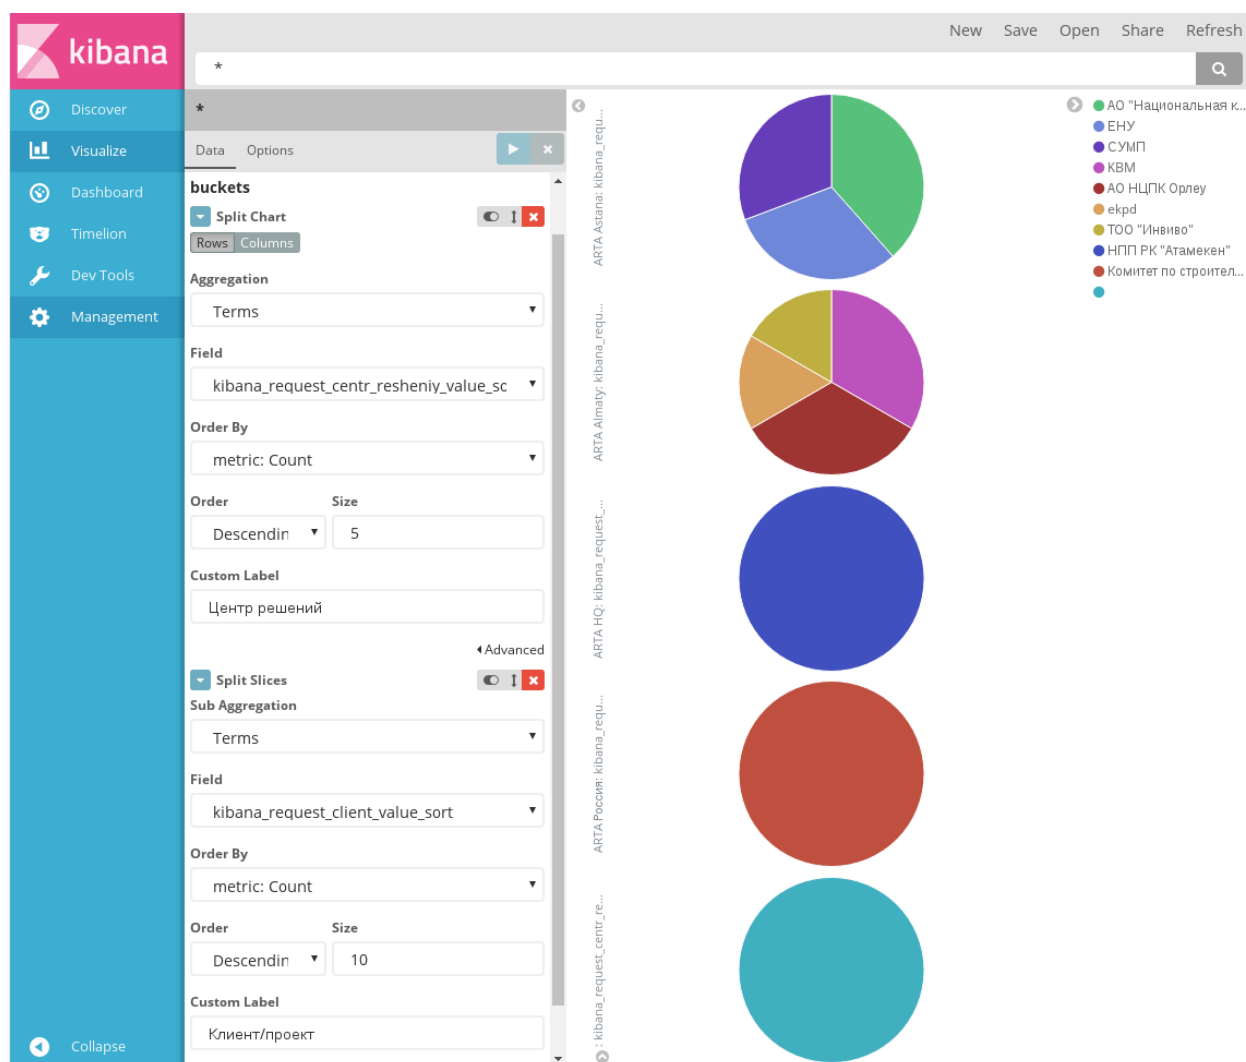 kibana
New Save Open Share Refresh
*
Discover
Visualize
Dashboard
Timelion
Dev Tools
Management
Collapse
*
Data Options
buckets
Split Chart
Rows Columns
Aggregation
Terms
Field
kibana_request_centr_resheniy_value_sc
Order By
metric: Count
Order Size
Descendin 5
Custom Label
Центр решений
Advanced
Split Slices
Sub Aggregation
Terms
Field
kibana_request_client_value_sort
Order By
metric: Count
Order Size
Descendin 10
Custom Label
Клиент/проект
ARTA Astana: kibana_requ...
ARTA Almaty: kibana_requ...
ARTA HQ: kibana_request_...
ARTA Россия: kibana_requ...
: kibana_request_centr_re...
АО "Национальная к...
ЕНУ
СУМП
КВМ
АО НЦПК Орлеу
ekpd
ТОО "Инвиво"
НПП РК "Атамекен"
Комитет по строител...